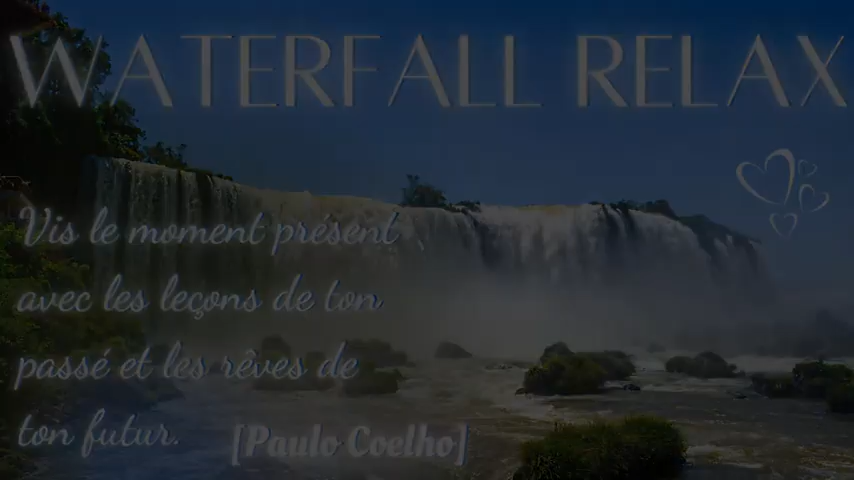 WATERFALL RELAX
Vis le moment présent
avec les leçons de ton
passé et les rêves de
ton futur.
[Paulo Coelho]